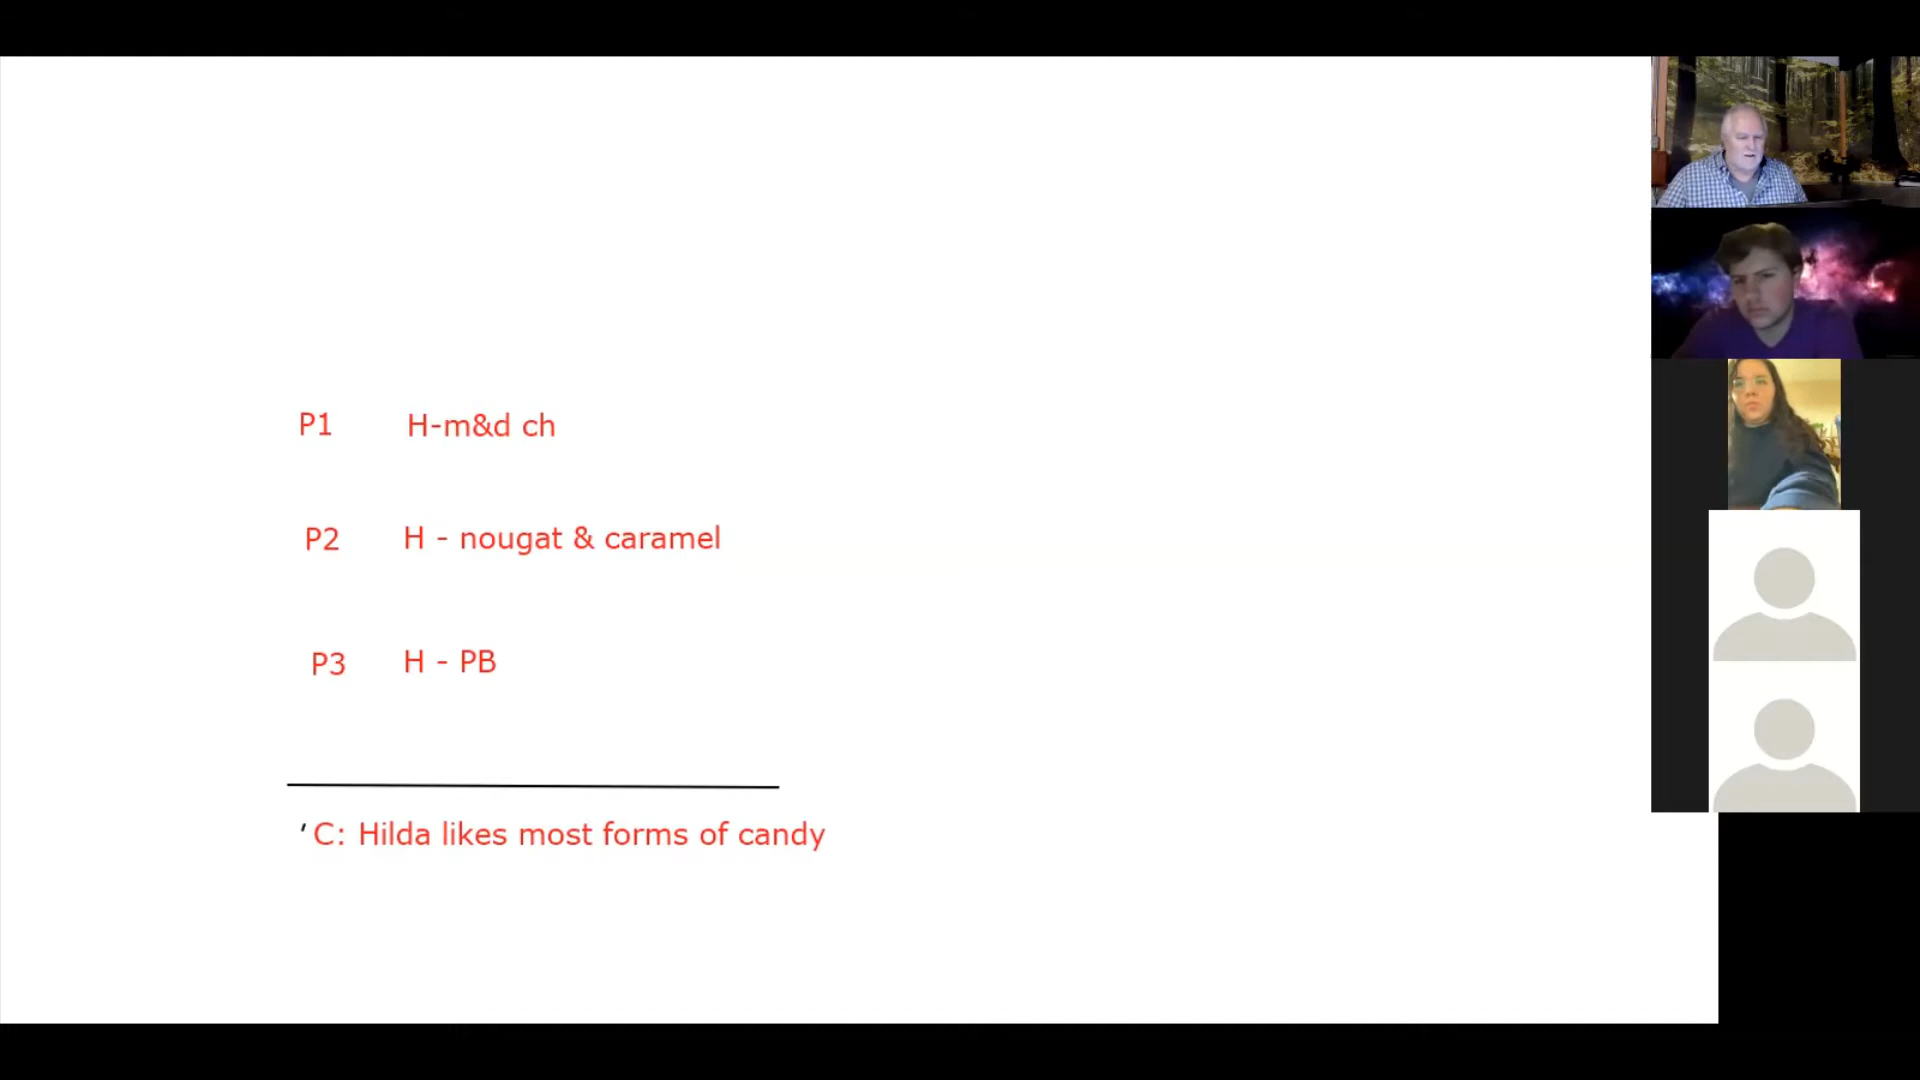 P1 H-m&d ch
P2 H - nougat & caramel
P3 H - PB
C: Hilda likes most forms of candy